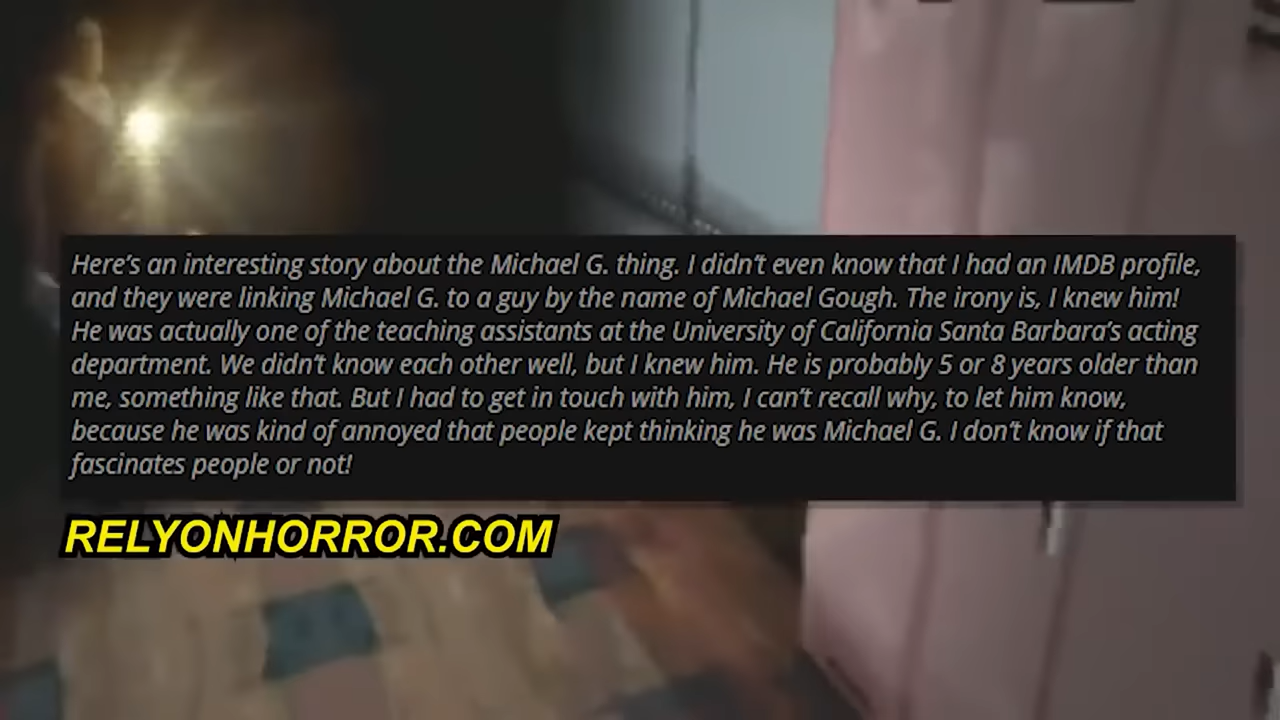 Here's an interesting story about the Michael G. thing. I didn't even know that I had an IMDB profile,
and they were linking Michael G. to a guy by the name of Michael Gough. The irony is, I knew him!
He was actually one of the teaching assistants at the University of California Santa Barbara's acting
department. We didn't know each other well, but I knew him. He is probably 5 or 8 years older than
me, something like that. But I had to get in touch with him, I can't recall why, to let him know,
because he was kind of annoyed that people kept thinking he was Michael G. I don't know if that
fascinates people or not!
RELYONHORROR.COM